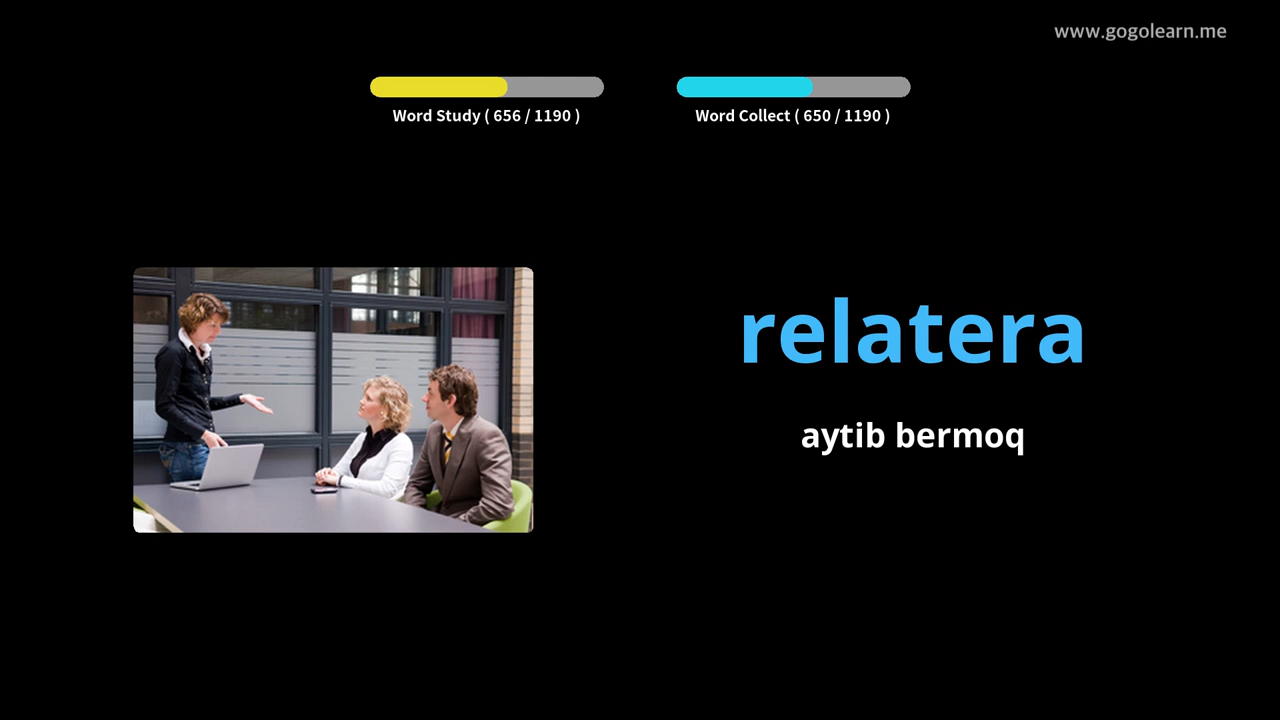 www.gogolearn.me
Word Study ( 656 / 1190 )
Word Collect ( 650 / 1190 )
relatera
aytib bermoq